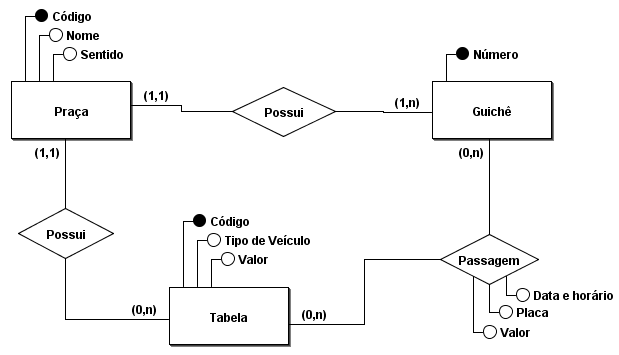 Código
Nome
Sentido
Número
Praça
(1,1)
Possui
(1,n)
Guichê
(1,1)
(0,n)
Possui
Código
Tipo de Veículo
Valor
Passagem
(0,n)
Tabela
(0,n)
Data e horário
Placa
Valor